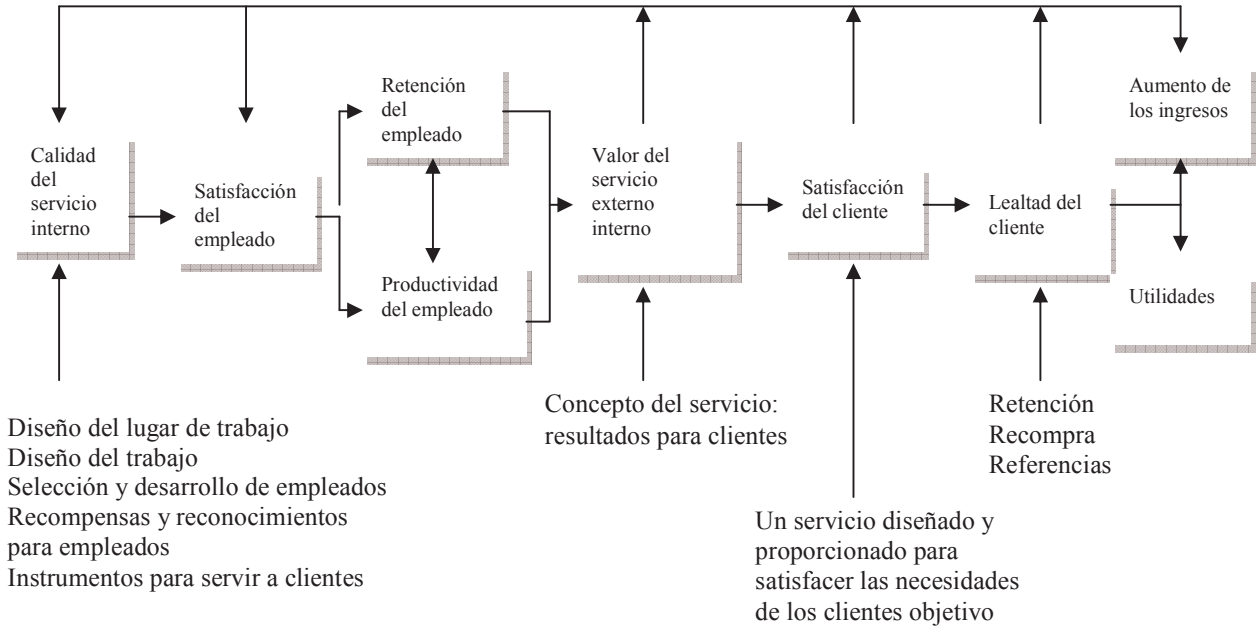 Calidad
del
servicio
interno
Satisfacción
del
empleado
Retención
del
empleado
Productividad
del empleado
Valor del
servicio
externo
interno
Satisfacción
del cliente
Lealtad del
cliente
Aumento de
los ingresos
Utilidades
Diseño del lugar de trabajo
Diseño del trabajo
Selección y desarrollo de empleados
Recompensas y reconocimientos
para empleados
Instrumentos para servir a clientes
Concepto del servicio:
resultados para clientes
Un servicio diseñado y
proporcionado para
satisfacer las necesidades
de los clientes objetivo
Retención
Recompra
Referencias